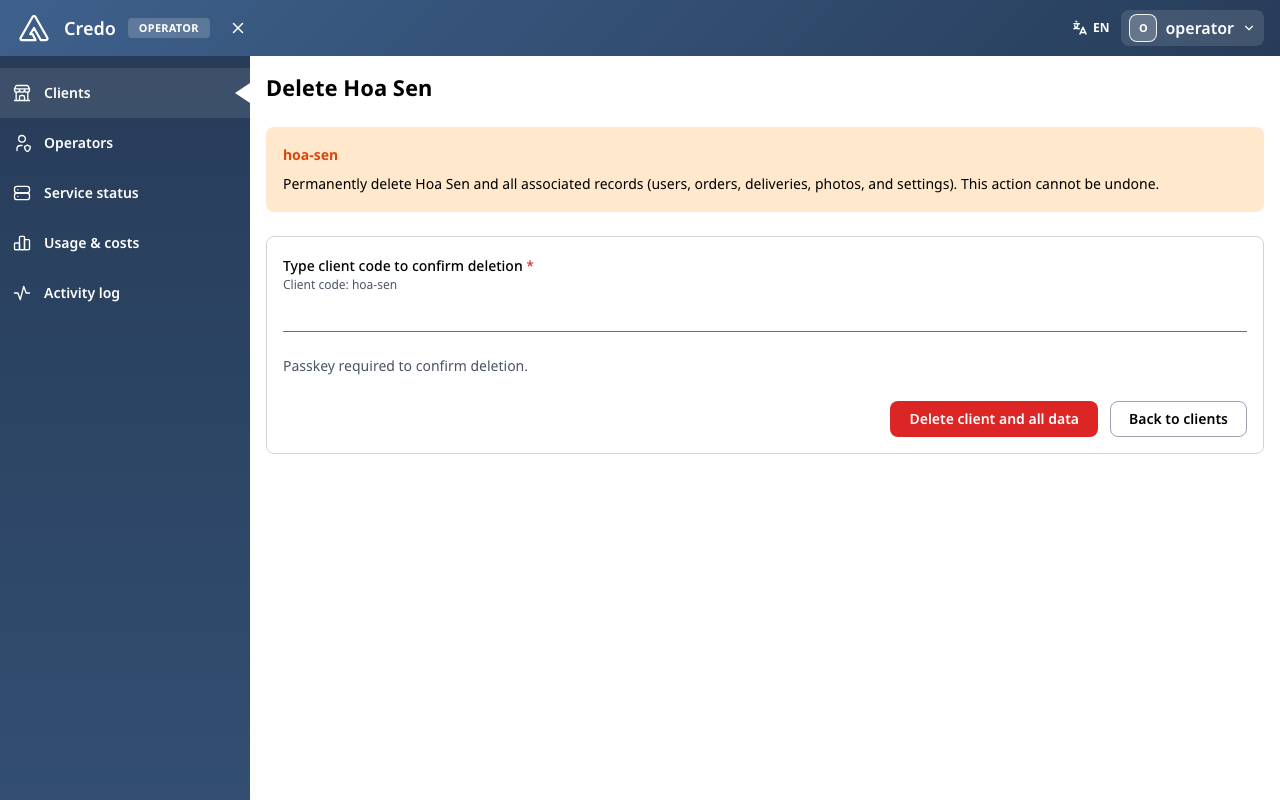 Credo
OPERATOR
EN
O
operator
Clients
Operators
Service status
Usage & costs
Activity log
Delete Hoa Sen
hoa-sen
Permanently delete Hoa Sen and all associated records (users, orders, deliveries, photos, and settings). This action cannot be undone.
Type client code to confirm deletion *
Client code: hoa-sen
Passkey required to confirm deletion.
Delete client and all data
Back to clients